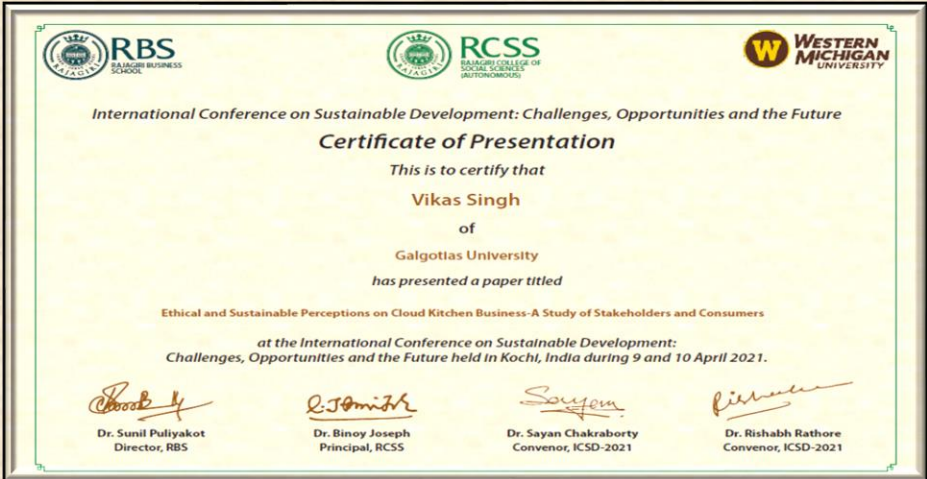 RBS
RAJAGIRI BUSINESS
SCHOOL
RAJAGIRI
RCSS
RAJAGIRI COLLEGE OF
SOCIAL SCIENCES
(AUTONOMOUS)
RAJAGIRI
W
WESTERN
MICHIGAN
UNIVERSITY
International Conference on Sustainable Development: Challenges, Opportunities and the Future
Certificate of Presentation
This is to certify that
Vikas Singh
of
Galgotias University
has presented a paper titled
Ethical and Sustainable Perceptions on Cloud Kitchen Business-A Study of Stakeholders and Consumers
at the International Conference on Sustainable Development:
Challenges, Opportunities and the Future held in Kochi, India during 9 and 10 April 2021.
Dr. Sunil Puliyakot
Director, RBS
Dr. Binoy Joseph
Principal, RCSS
Dr. Sayan Chakraborty
Convenor, ICSD-2021
Dr. Rishabh Rathore
Convenor, ICSD-2021